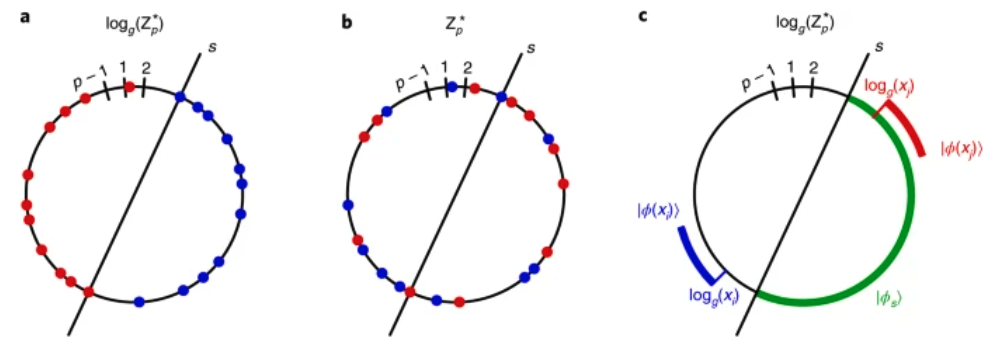 a
log_g(Z_p^*)
s
p – 1 1 2
b
Z_p^*
s
p – 1 1 2
c
log_g(Z_p^*)
s
p – 1 1 2
log_g(x_j)
|ϕ(x_j)⟩
|ϕ(x_i)⟩
log_g(x_i)
|ϕ_s⟩